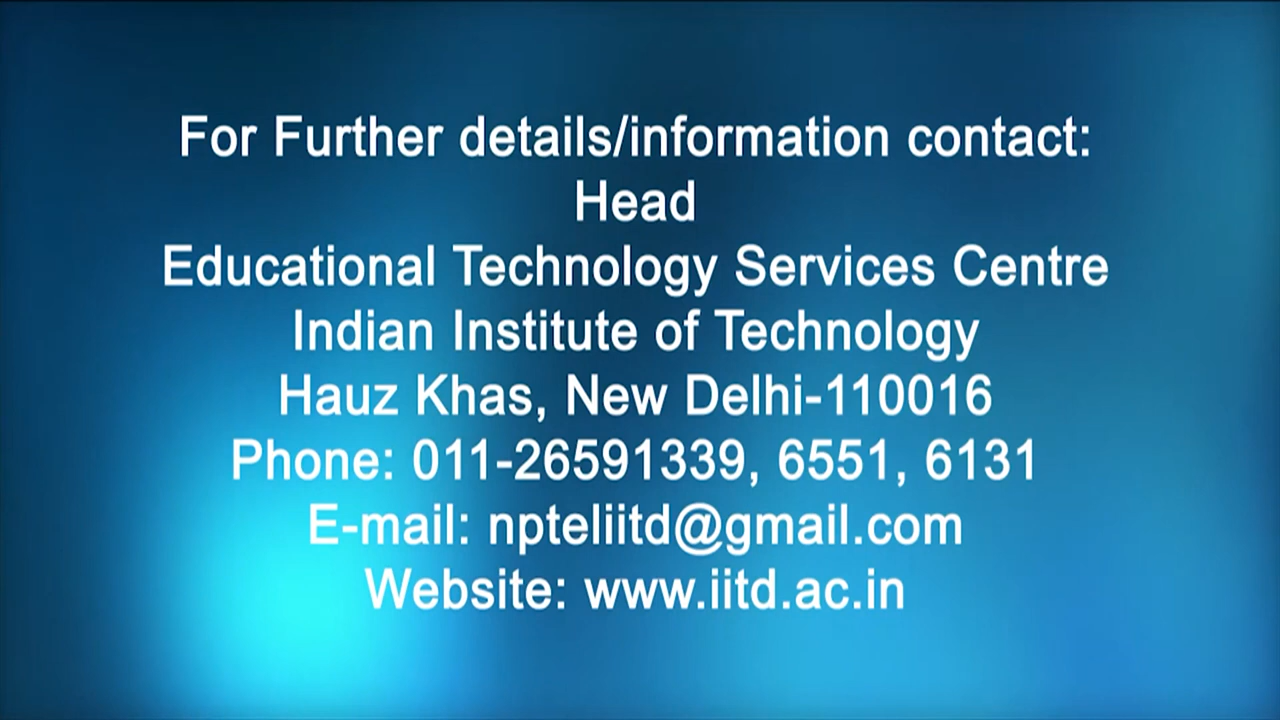 For Further details/information contact:
Head
Educational Technology Services Centre
Indian Institute of Technology
Hauz Khas, New Delhi-110016
Phone: 011-26591339, 6551, 6131
E-mail: npteliitd@gmail.com
Website: www.iitd.ac.in